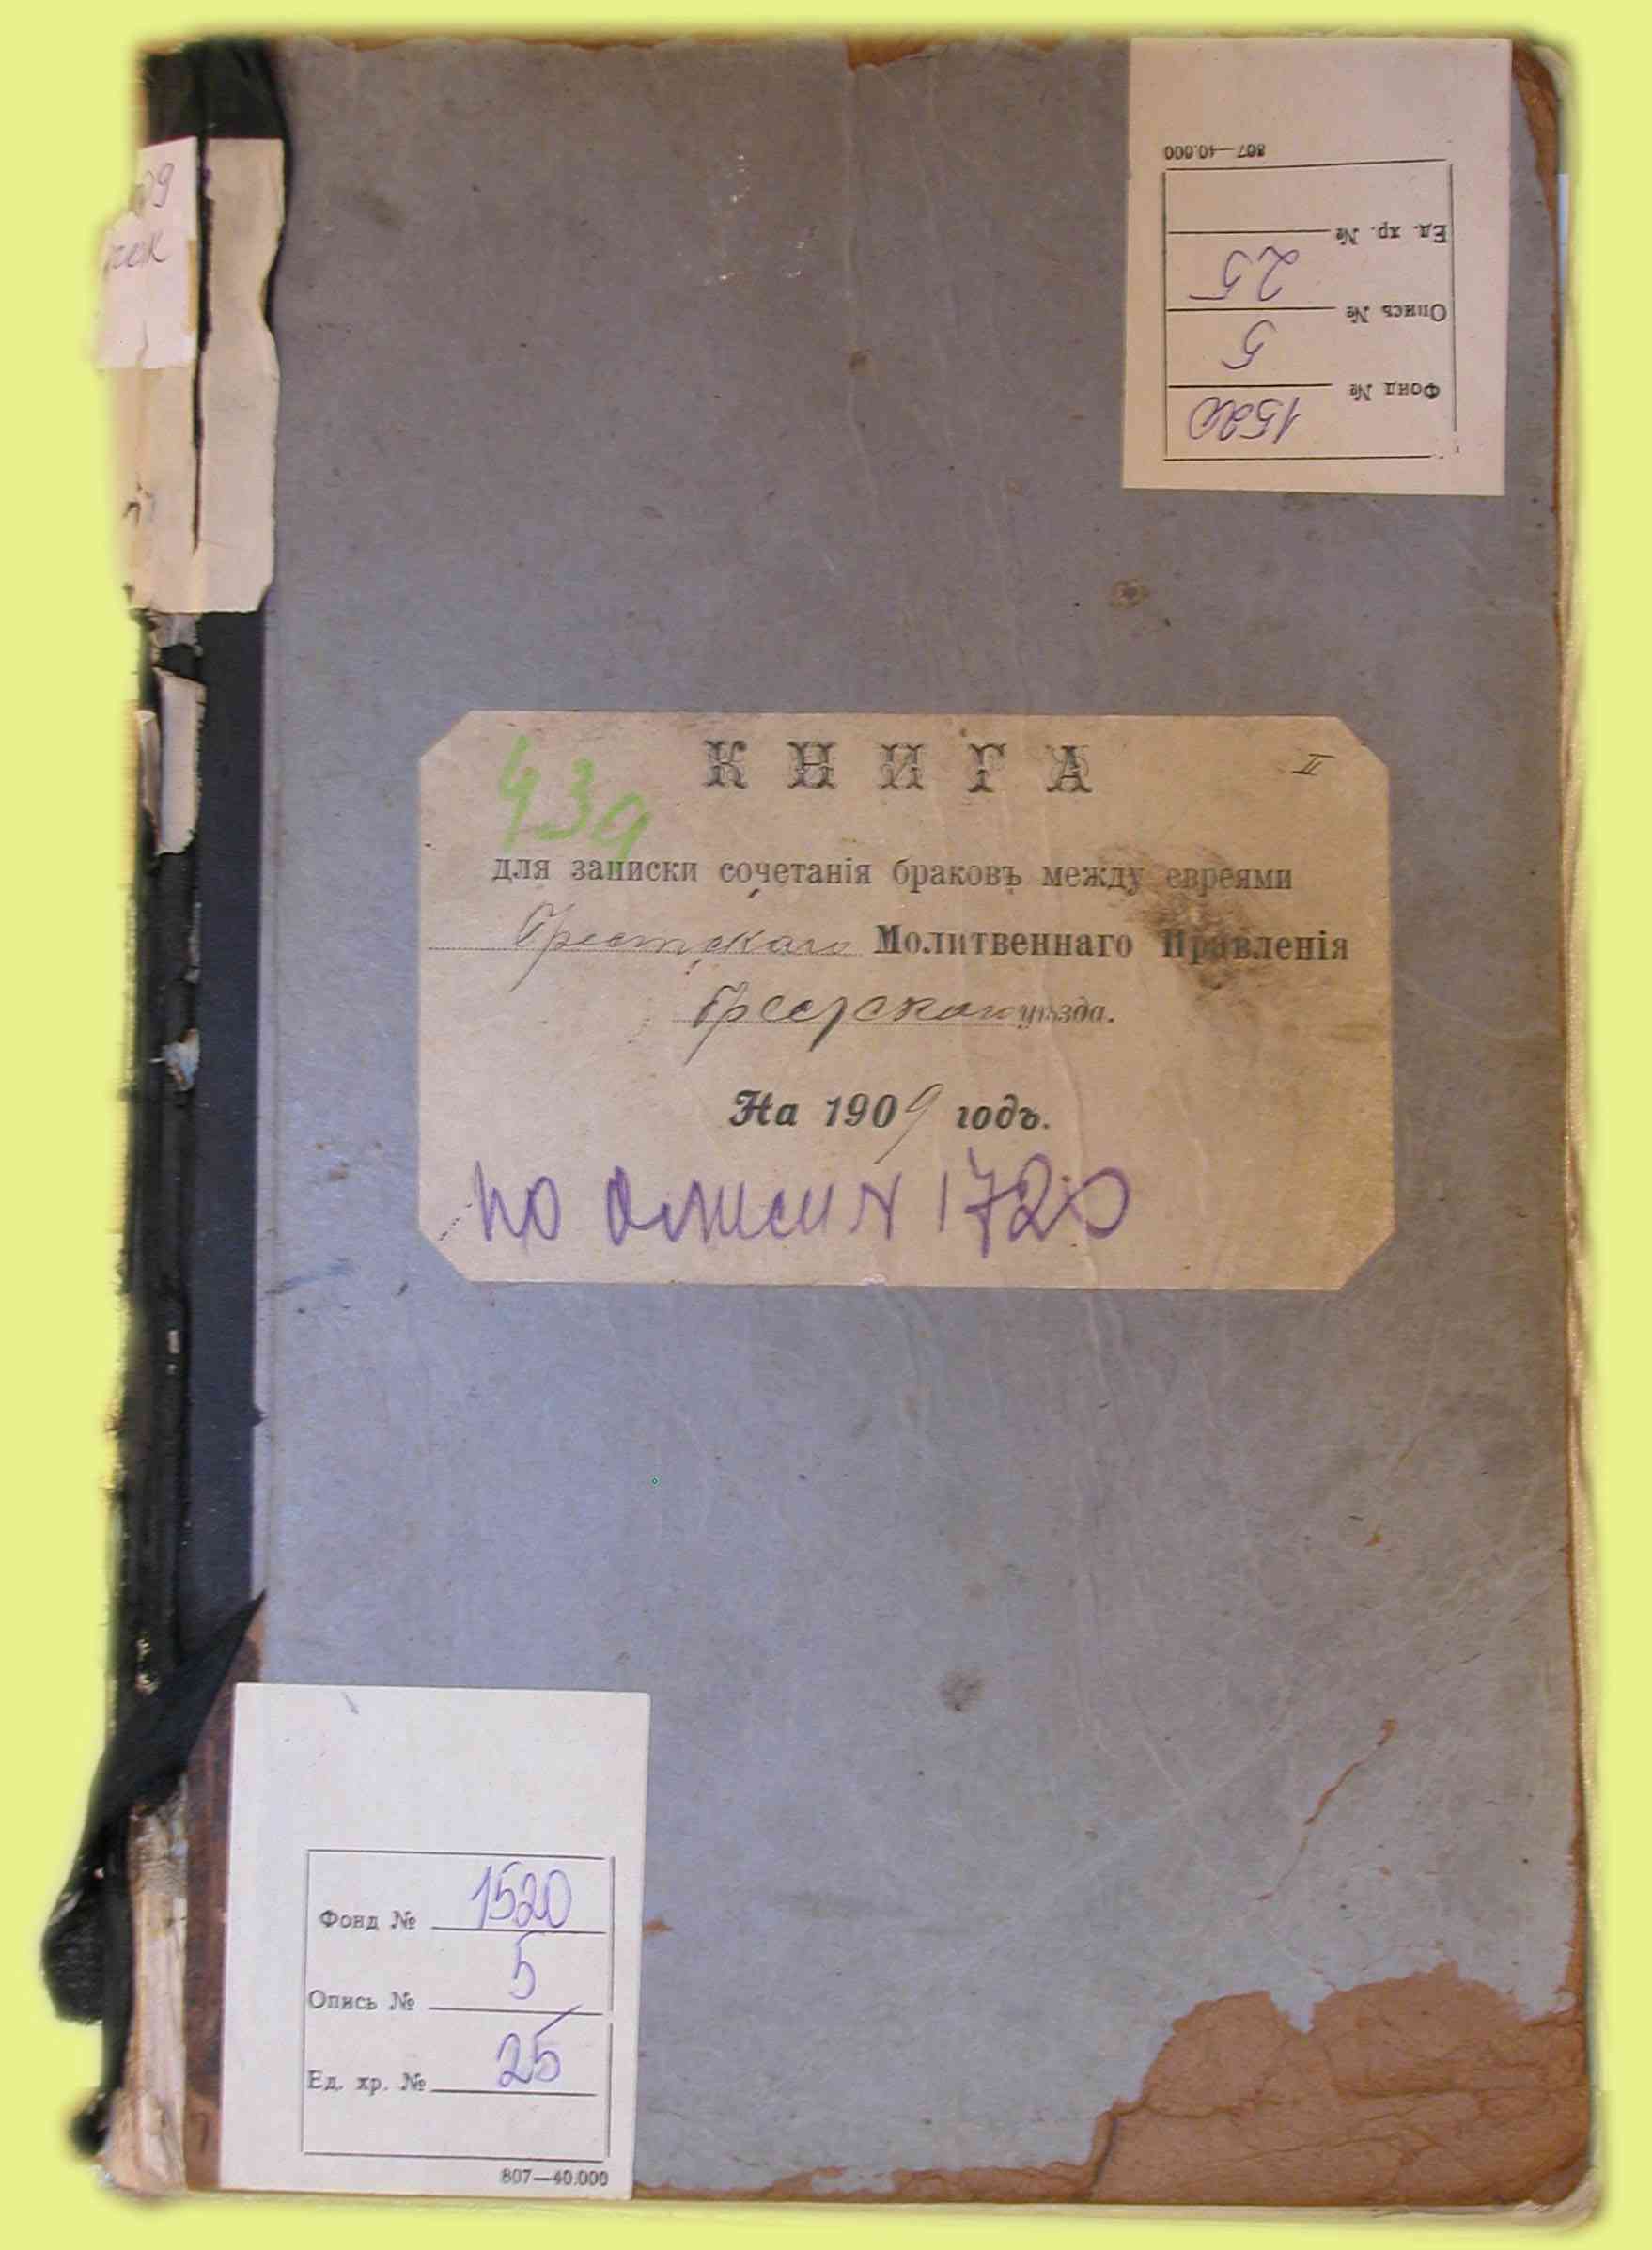 807—40.000
Ед. хр. № 25
Опись № 5
Фонд № 1520
09
КНИГА
II
439
для записки сочетанія браковъ между евреями
Брестскаго Молитвеннаго Правленія
Брестскаго уѣзда.
На 1909 годъ.
по описи № 1720
Фонд № 1520
Опись № 5
Ед. хр. № 25
807—40.000